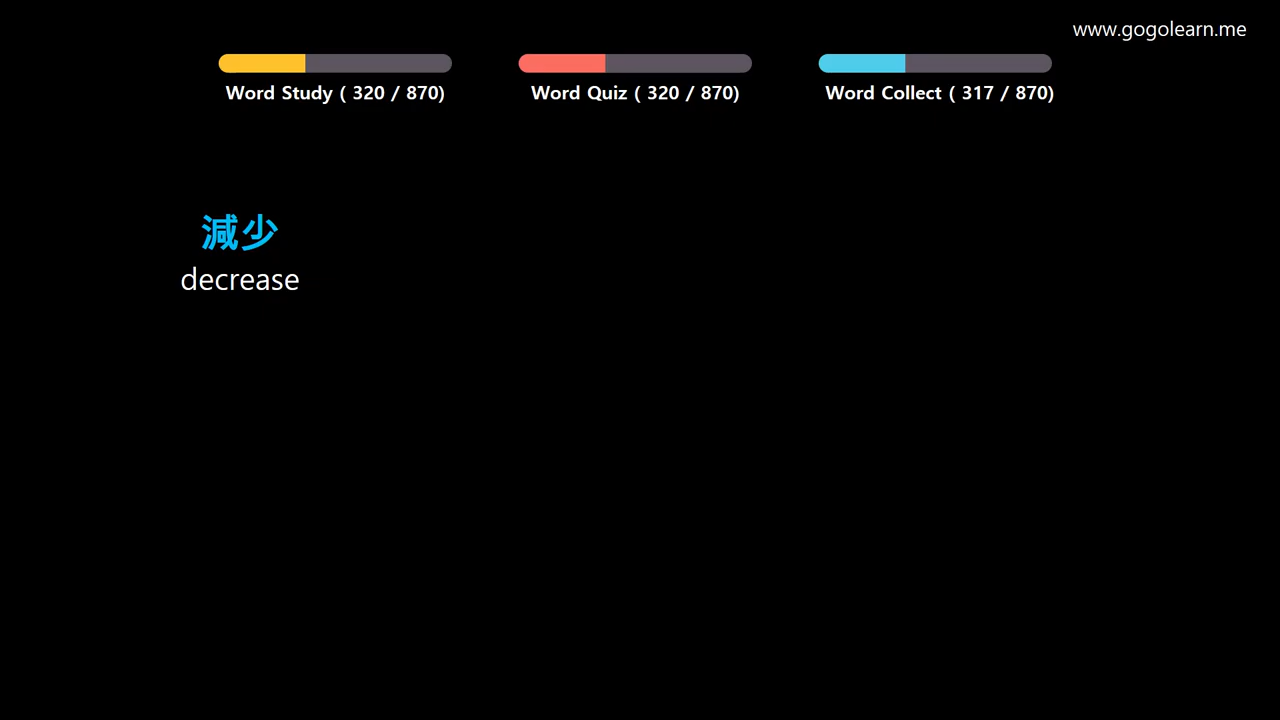 www.gogolearn.me
Word Study ( 320 / 870)
Word Quiz ( 320 / 870)
Word Collect ( 317 / 870)
減少
decrease